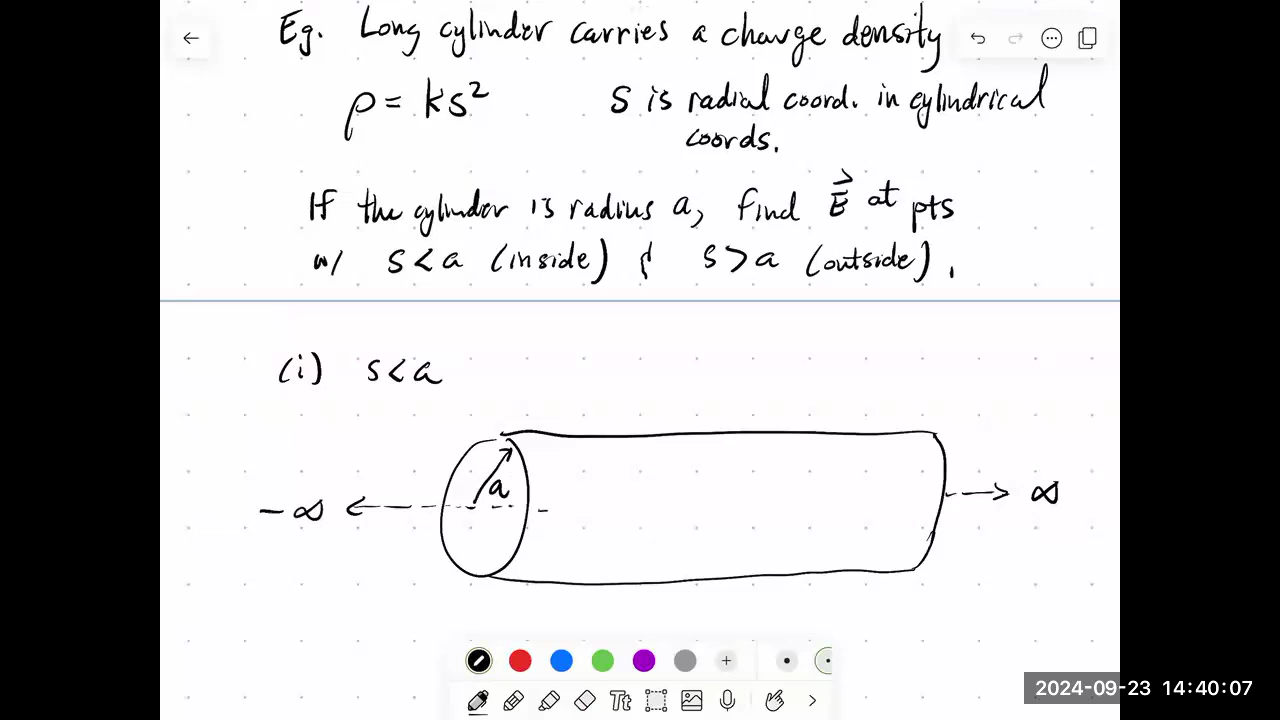 Eg. Long cylinder carries a charge density
ρ = ks² s is radial coord. in cylindrical
coords.
If the cylinder is radius a, find E⃗ at pts
w/ s < a (inside) & s > a (outside).
(i) s < a
a
-∞ ∞
Tt
2024-09-23 14:40:07